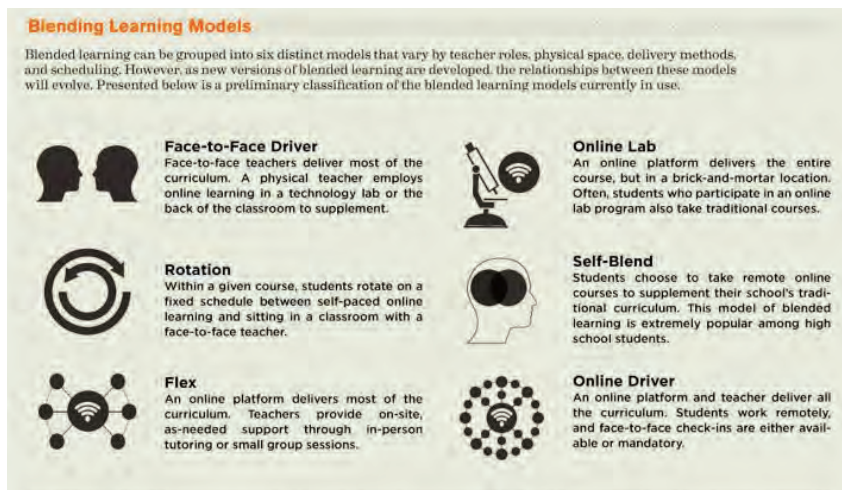 Blending Learning Models
Blended learning can be grouped into six distinct models that vary by teacher roles, physical space, delivery methods,
and scheduling. However, as new versions of blended learning are developed, the relationships between these models
will evolve. Presented below is a preliminary classification of the blended learning models currently in use.
Face-to-Face Driver
Face-to-face teachers deliver most of the
curriculum. A physical teacher employs
online learning in a technology lab or the
back of the classroom to supplement.
Rotation
Within a given course, students rotate on a
fixed schedule between self-paced online
learning and sitting in a classroom with a
face-to-face teacher.
Flex
An online platform delivers most of the
curriculum. Teachers provide on-site,
as-needed support through in-person
tutoring or small group sessions.
Online Lab
An online platform delivers the entire
course, but in a brick-and-mortar location.
Often, students who participate in an online
lab program also take traditional courses.
Self-Blend
Students choose to take remote online
courses to supplement their school's tradi-
tional curriculum. This model of blended
learning is extremely popular among high
school students.
Online Driver
An online platform and teacher deliver all
the curriculum. Students work remotely,
and face-to-face check-ins are either avail-
able or mandatory.